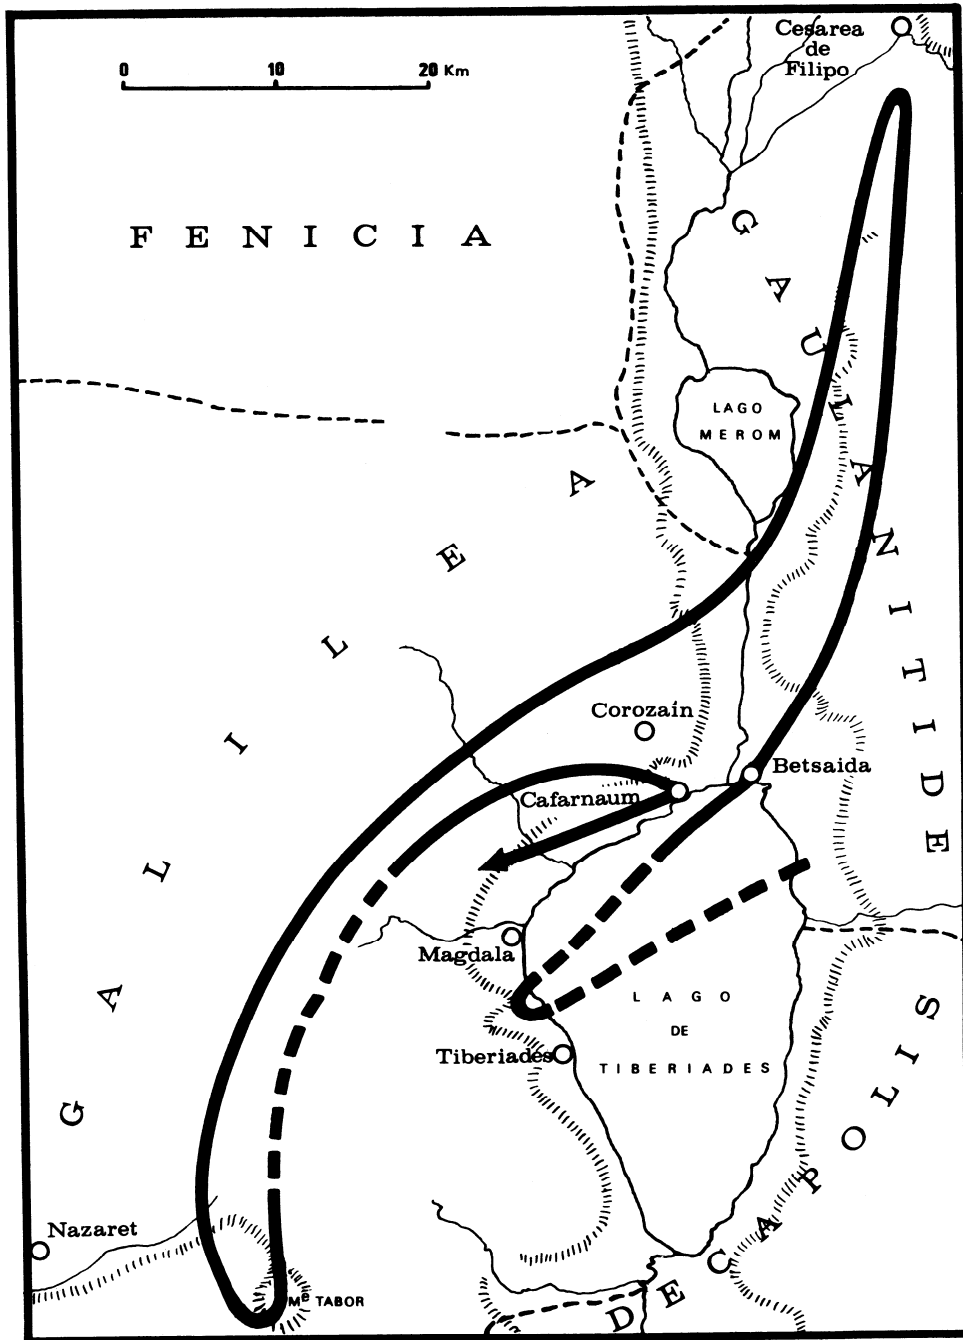 Cesarea
de
Filipo
0 10 20 Km
FENICIA
GAULANITIDE
LAGO
MEROM
GALILEA
Corozain
Betsaida
Cafarnaum
Magdala
LAGO
DE
TIBERIADES
Tiberiades
DECAPOLIS
Nazaret
Mᵉ TABOR